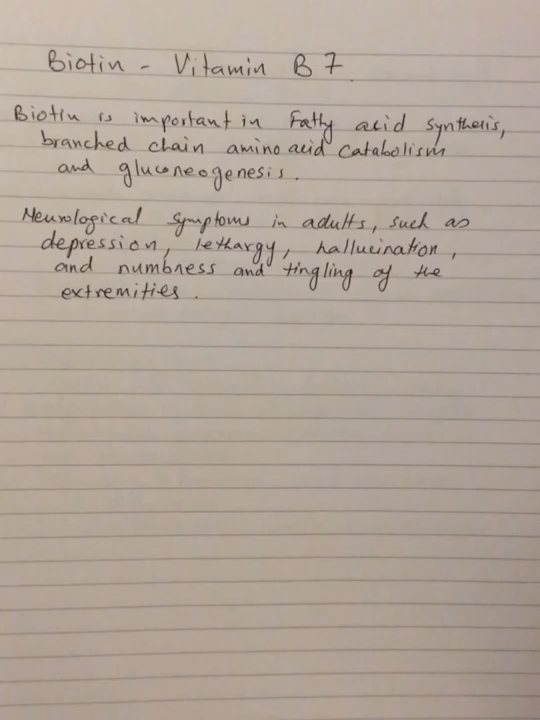 Biotin - Vitamin B 7
Biotin is important in Fatty acid synthesis,
branched chain amino acid catabolism
and gluconeogenesis.
Neurological symptoms in adults, such as
depression, lethargy, hallucination,
and numbness and tingling of the
extremities.